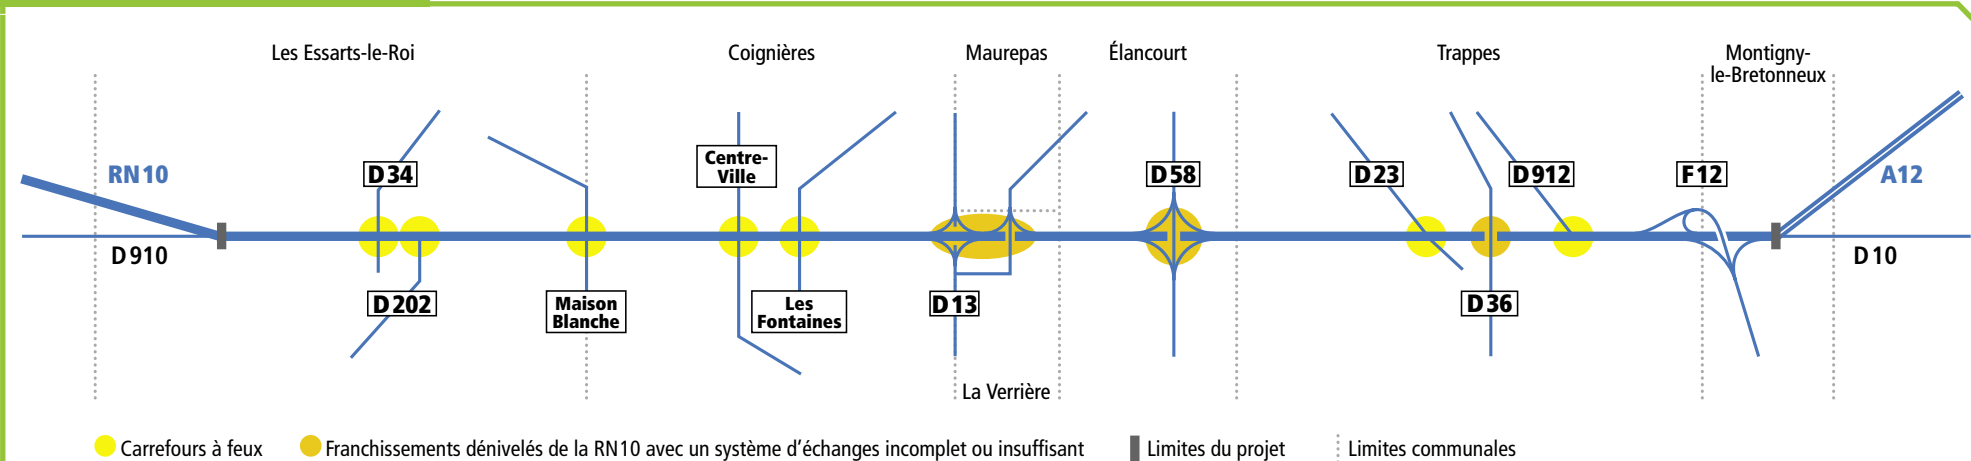 Les Essarts-le-Roi
Coignières
Maurepas
Élancourt
Trappes
Montigny-
le-Bretonneux
RN10
D34
Centre-
Ville
D58
D23
D912
F12
A12
D910
D10
D202
Maison
Blanche
Les
Fontaines
D13
D36
La Verrière
Carrefours à feux
Franchissements dénivelés de la RN10 avec un système d’échanges incomplet ou insuffisant
Limites du projet
Limites communales